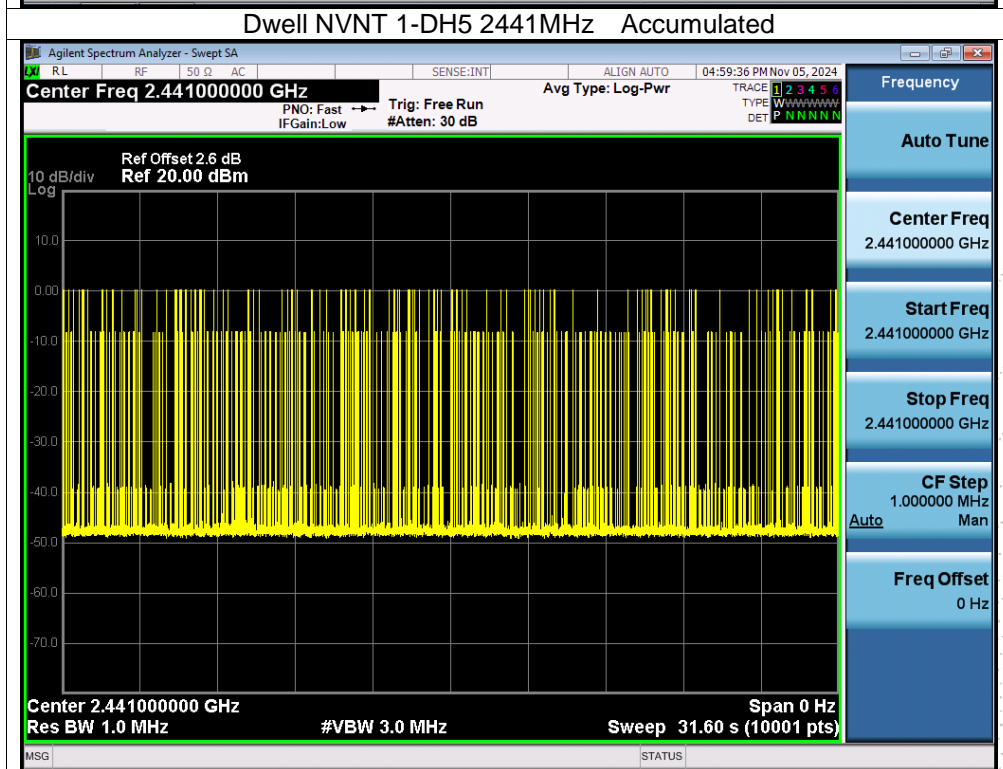 Dwell NVNT 1-DH5 2441MHz Accumulated
Agilent Spectrum Analyzer - Swept SA
LXI RL RF 50 Ω AC SENSE:INT ALIGN AUTO 04:59:36 PM Nov 05, 2024
Center Freq 2.441000000 GHz
PNO: Fast
IFGain:Low
Trig: Free Run
#Atten: 30 dB
Avg Type: Log-Pwr
TRACE 1 2 3 4 5 6
TYPE WWWWWWW
DET P N N N N N
Ref Offset 2.6 dB
10 dB/div Ref 20.00 dBm
Log
10.0
0.00
-10.0
-20.0
-30.0
-40.0
-50.0
-60.0
-70.0
Center 2.441000000 GHz Span 0 Hz
Res BW 1.0 MHz #VBW 3.0 MHz Sweep 31.60 s (10001 pts)
MSG STATUS
Frequency
Auto Tune
Center Freq
2.441000000 GHz
Start Freq
2.441000000 GHz
Stop Freq
2.441000000 GHz
CF Step
1.000000 MHz
Auto Man
Freq Offset
0 Hz